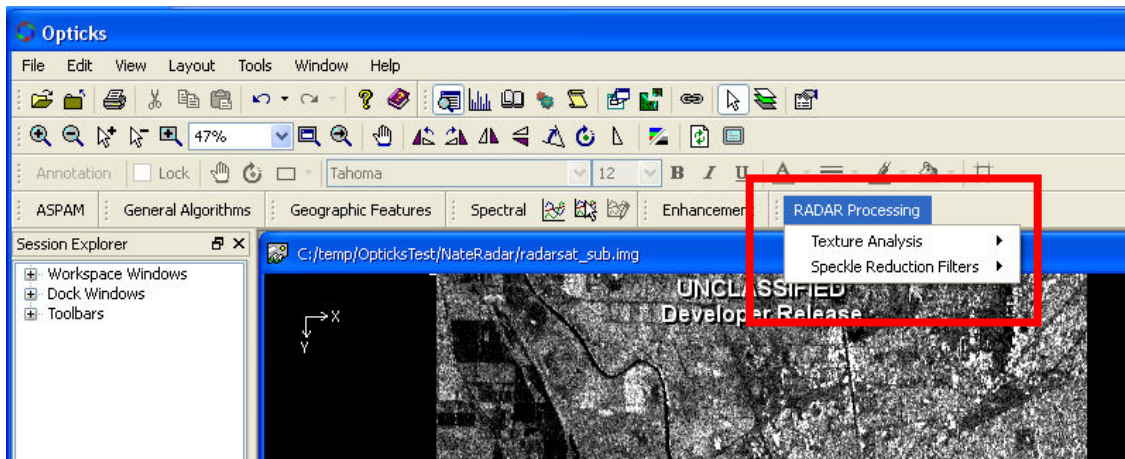 Opticks
File Edit View Layout Tools Window Help
47%
Annotation Lock Tahoma 12 B I U A
ASPAM General Algorithms Geographic Features Spectral Enhancement RADAR Processing
Texture Analysis
Speckle Reduction Filters
Session Explorer
Workspace Windows
Dock Windows
Toolbars
C:/temp/OpticksTest/NateRadar/radarsat_sub.img
UNCLASSIFIED
Developer Release
X
Y